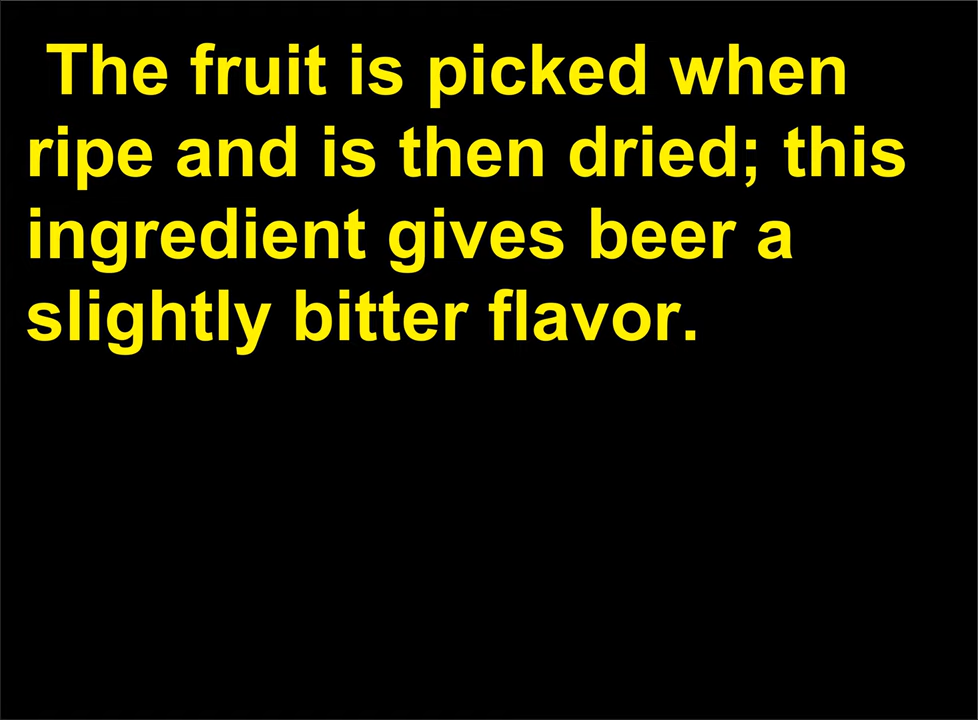 The fruit is picked when
ripe and is then dried; this
ingredient gives beer a
slightly bitter flavor.